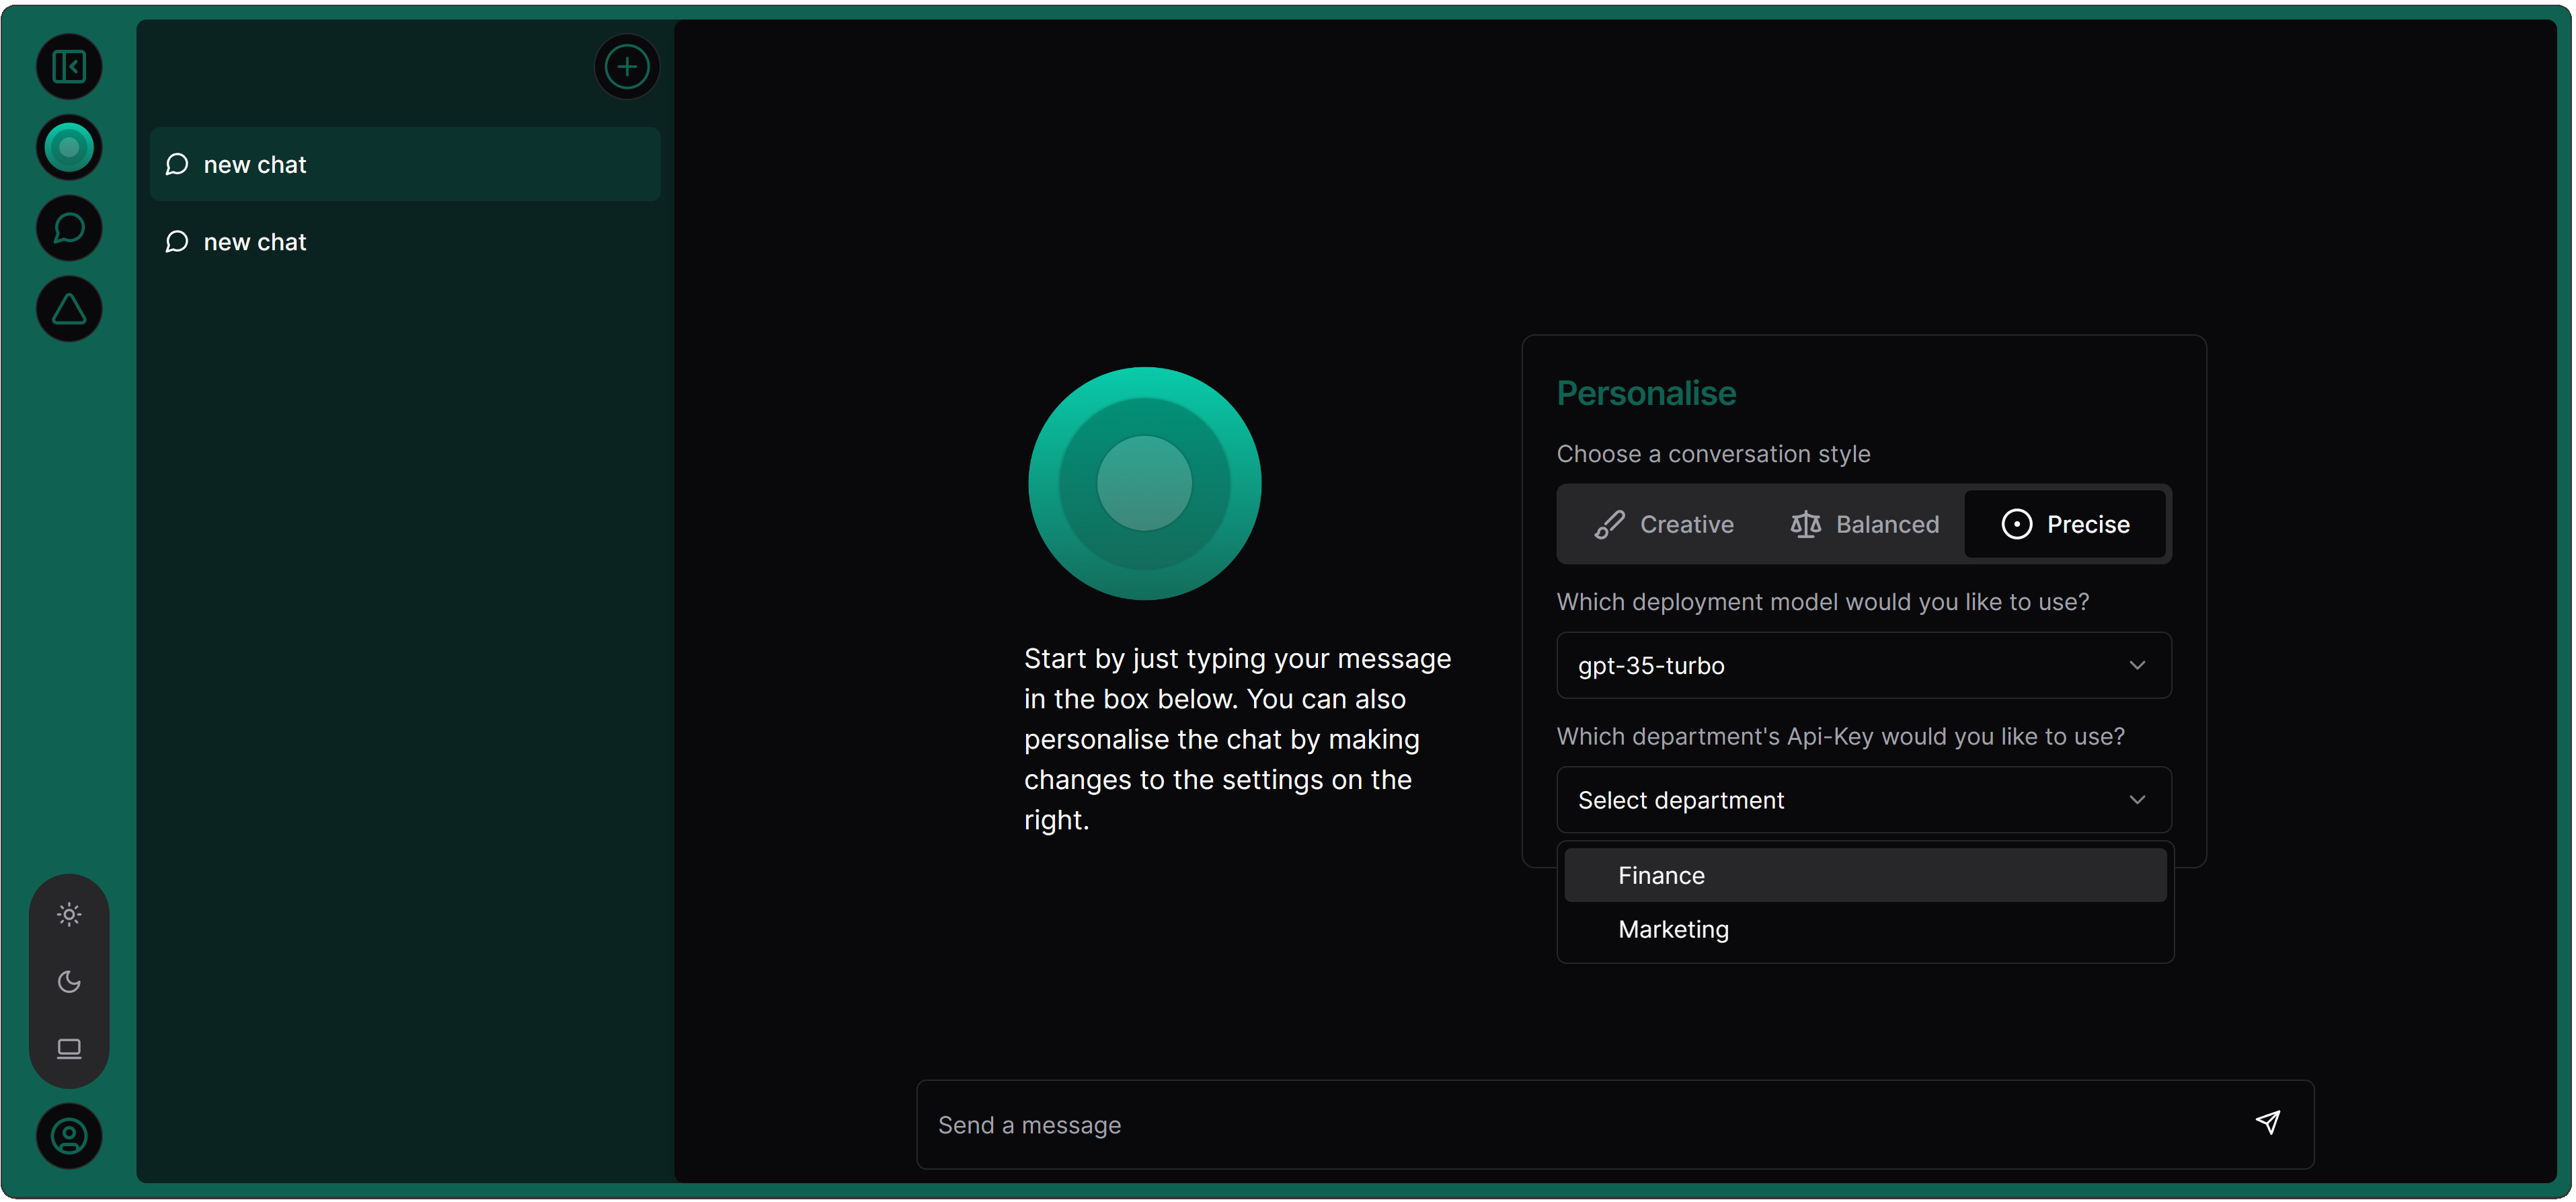 new chat
new chat
Start by just typing your message
in the box below. You can also
personalise the chat by making
changes to the settings on the
right.
Personalise
Choose a conversation style
Creative
Balanced
Precise
Which deployment model would you like to use?
gpt-35-turbo
Which department's Api-Key would you like to use?
Select department
Finance
Marketing
Send a message